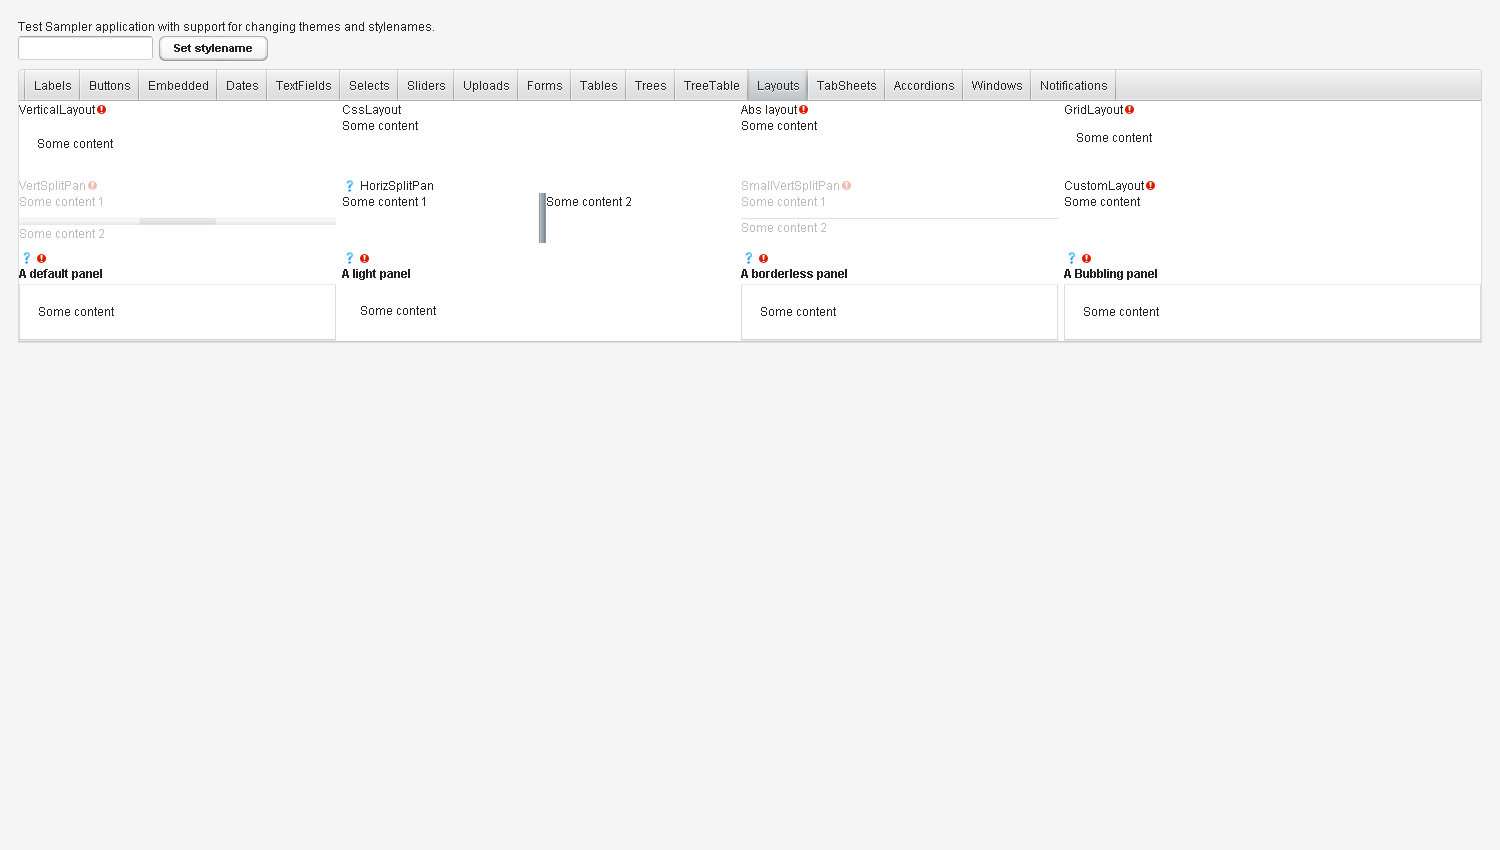 Test Sampler application with support for changing themes and stylenames.
Set stylename
Labels Buttons Embedded Dates TextFields Selects Sliders Uploads Forms Tables Trees TreeTable Layouts TabSheets Accordions Windows Notifications
VerticalLayout CssLayout Abs layout GridLayout
Some content Some content
Some content Some content
VertSplitPan HorizSplitPan SmallVertSplitPan CustomLayout
Some content 1 Some content 1 Some content 2 Some content 1 Some content
Some content 2 Some content 2
A default panel A light panel A borderless panel A Bubbling panel
Some content Some content Some content Some content